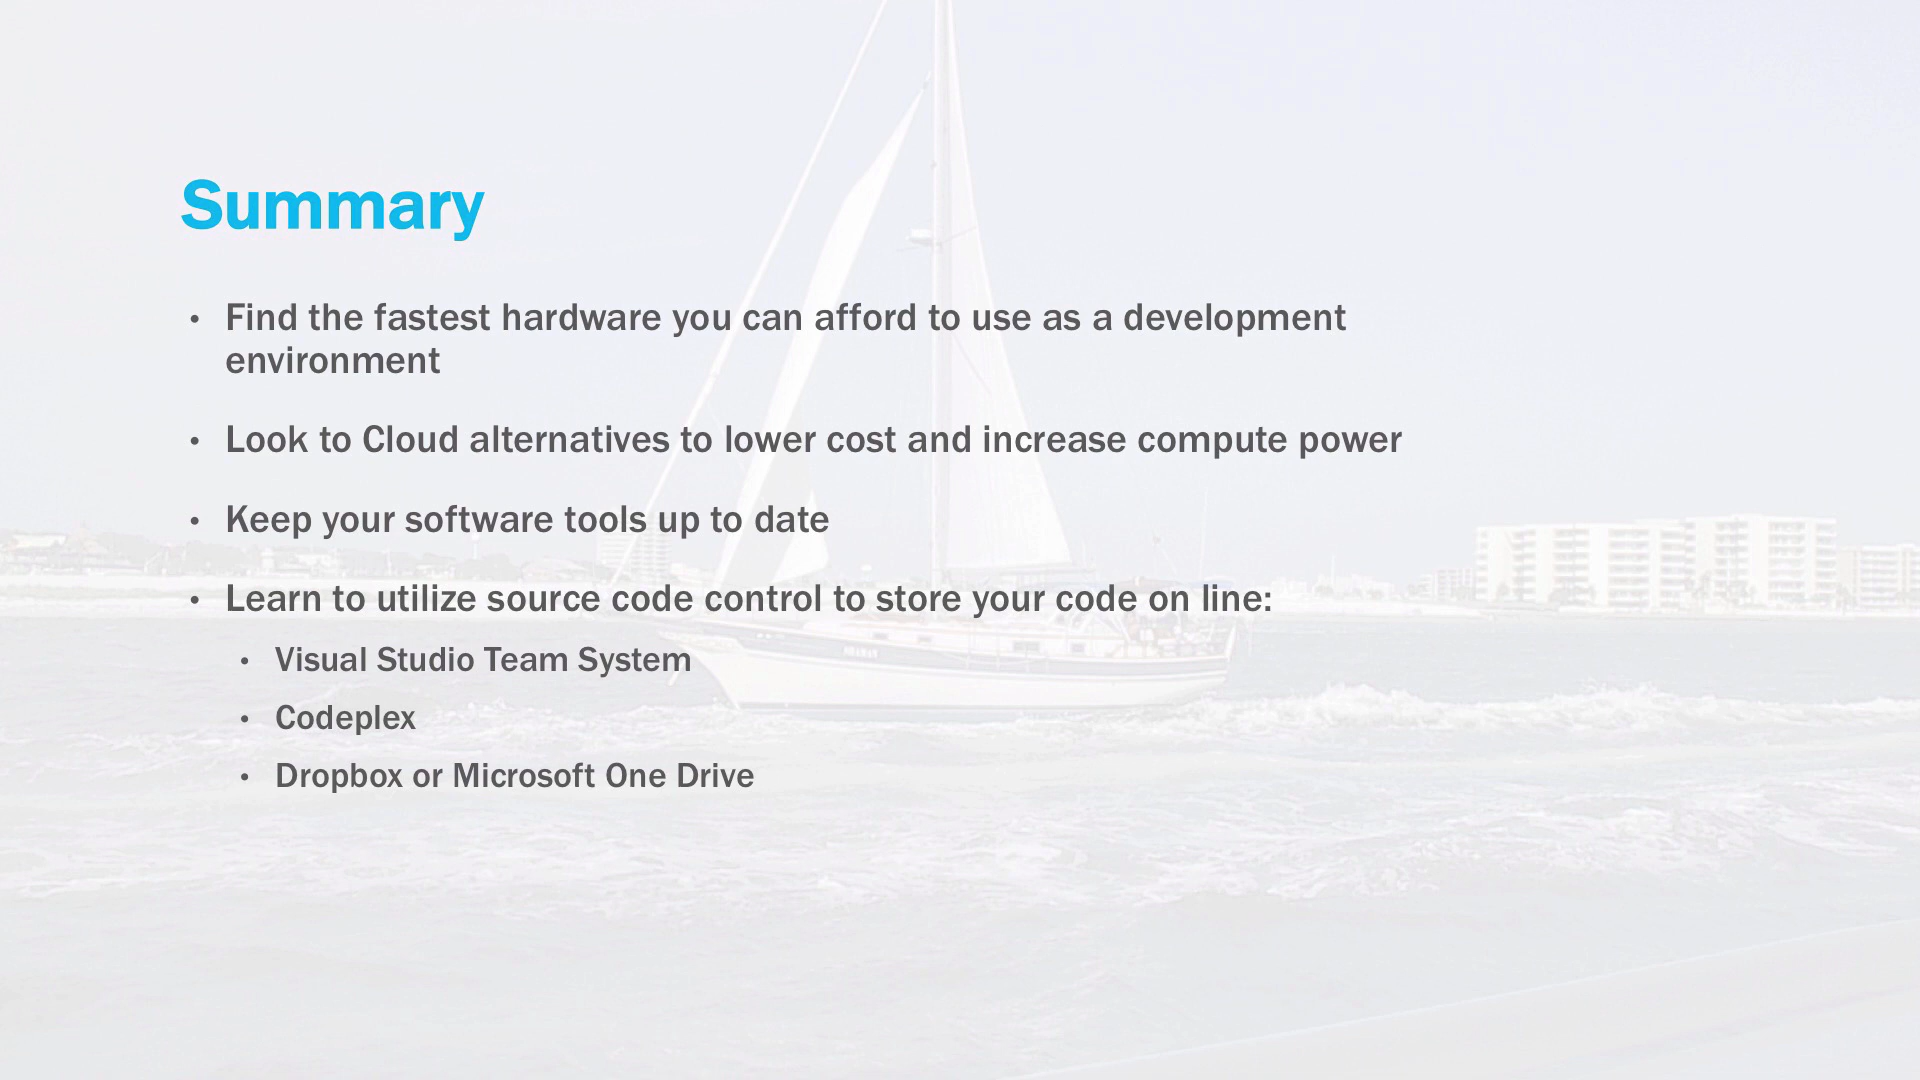 Summary
• Find the fastest hardware you can afford to use as a development
environment
• Look to Cloud alternatives to lower cost and increase compute power
• Keep your software tools up to date
• Learn to utilize source code control to store your code on line:
• Visual Studio Team System
• Codeplex
• Dropbox or Microsoft One Drive